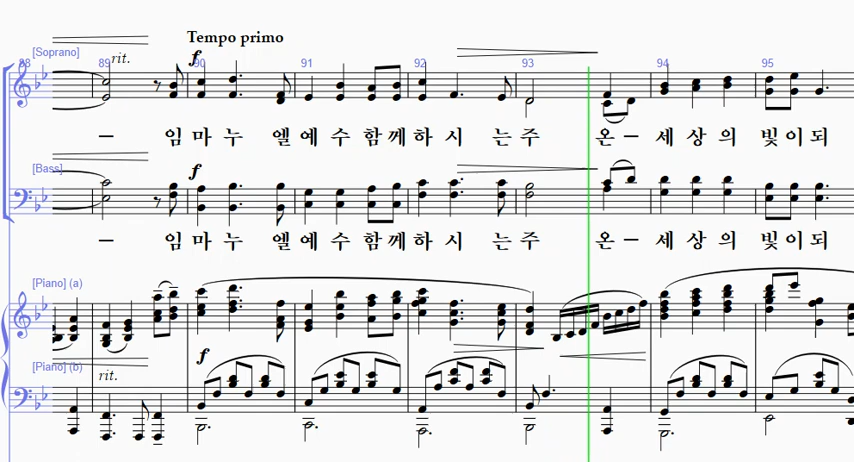 Tempo primo
[Soprano] rit. f
88 89 90 91 92 93 94 95
임 마 누 엘 예 수 함 께 하 시 는 주 온 세 상 의 빛 이 되
[Bass] f
임 마 누 엘 예 수 함 께 하 시 는 주 온 세 상 의 빛 이 되
[Piano] (a)
f
[Piano] (b) rit.